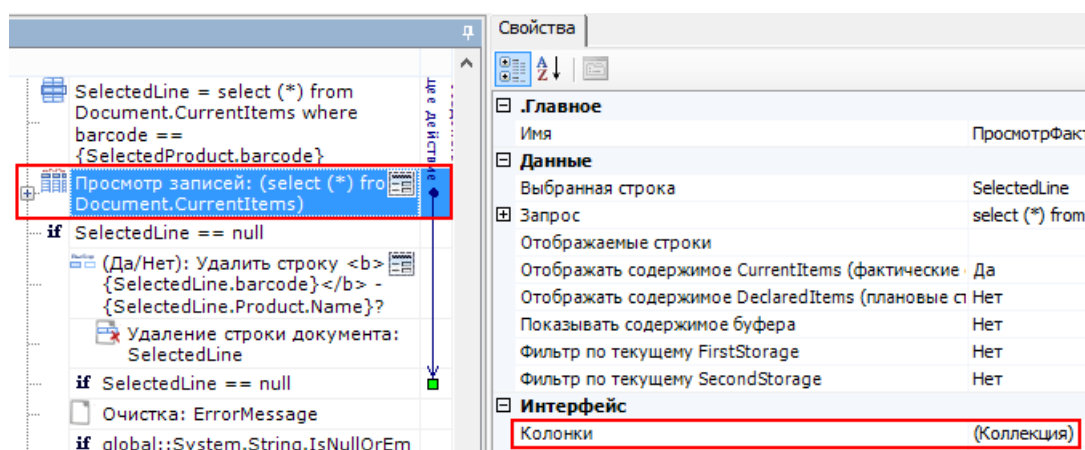 Свойства
SelectedLine = select (*) from
Document.CurrentItems where
barcode ==
{SelectedProduct.barcode}
Просмотр записей: (select (*) fro
Document.CurrentItems)
if SelectedLine == null
(Да/Нет): Удалить строку <b>
{SelectedLine.barcode}</b> -
{SelectedLine.Product.Name}?
Удаление строки документа:
SelectedLine
if SelectedLine == null
Очистка: ErrorMessage
if global::System.String.IsNullOrEm
ще действие
.Главное
Имя ПросмотрФакт
Данные
Выбранная строка SelectedLine
Запрос select (*) from
Отображаемые строки
Отображать содержимое CurrentItems (фактические Да
Отображать содержимое DeclaredItems (плановые ст Нет
Показывать содержимое буфера Нет
Фильтр по текущему FirstStorage Нет
Фильтр по текущему SecondStorage Нет
Интерфейс
Колонки (Коллекция)